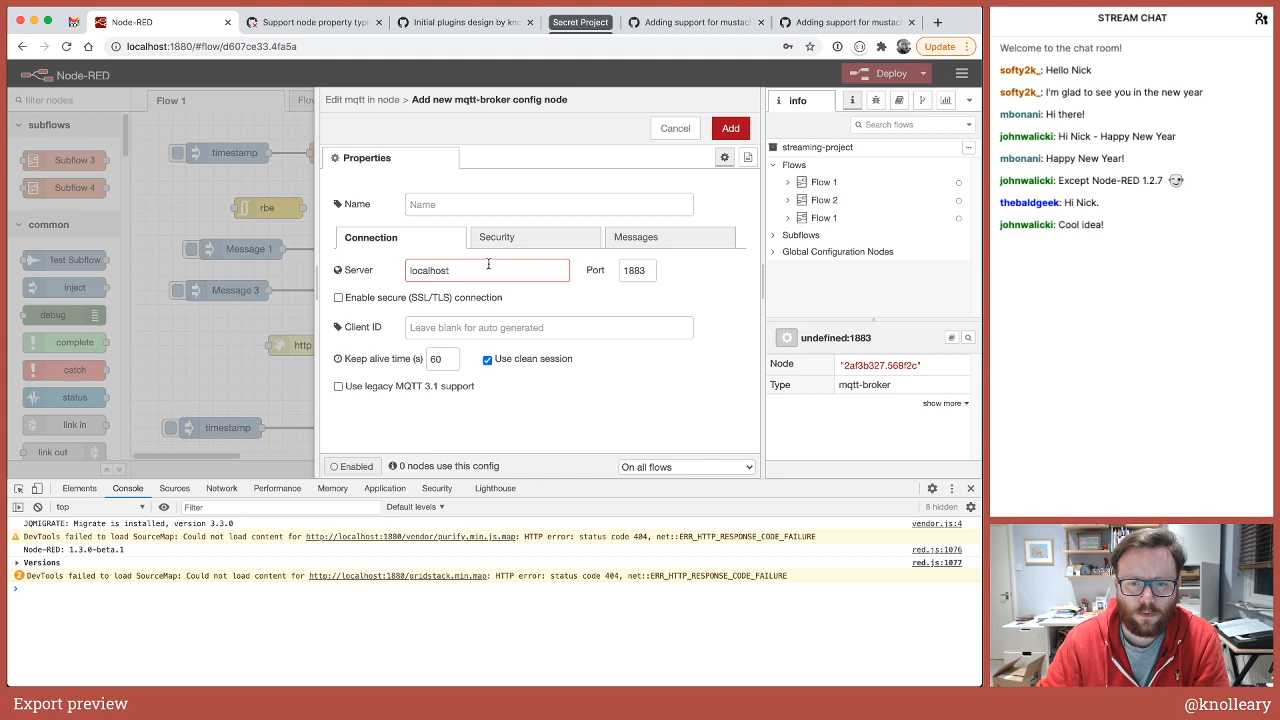 Node-RED
Support node property typi
Initial plugins design by kno
Secret Project
Adding support for mustac
Adding support for mustac
localhost:1880/#flow/d607ce33.4fa5a
Update
Node-RED
Deploy
filter nodes
Flow 1
Flow
subflows
Subflow 3
Subflow 4
common
Test Subflow
inject
debug
complete
catch
status
link in
link out
timestamp
rbe
Message 1
Message 3
http
timestamp
Edit mqtt in node > Add new mqtt-broker config node
Cancel
Add
Properties
Name
Name
Connection
Security
Messages
Server
localhost
Port
1883
Enable secure (SSL/TLS) connection
Client ID
Leave blank for auto generated
Keep alive time (s)
60
Use clean session
Use legacy MQTT 3.1 support
Enabled
0 nodes use this config
On all flows
info
Search flows
streaming-project
Flows
Flow 1
Flow 2
Flow 1
Subflows
Global Configuration Nodes
undefined:1883
Node
"2af3b327.568f2c"
Type
mqtt-broker
show more
Elements
Console
Sources
Network
Performance
Memory
Application
Security
Lighthouse
top
Filter
Default levels
8 hidden
JQMIGRATE: Migrate is installed, version 3.3.0
vendor.js:4
DevTools failed to load SourceMap: Could not load content for http://localhost:1880/vendor/purify.min.js.map: HTTP error: status code 404, net::ERR_HTTP_RESPONSE_CODE_FAILURE
Node-RED: 1.3.0-beta.1
red.js:1076
Versions
red.js:1077
2
DevTools failed to load SourceMap: Could not load content for http://localhost:1880/gridstack.min.map: HTTP error: status code 404, net::ERR_HTTP_RESPONSE_CODE_FAILURE
STREAM CHAT
Welcome to the chat room!
softy2k_: Hello Nick
softy2k_: I'm glad to see you in the new year
mbonani: Hi there!
johnwalicki: Hi Nick - Happy New Year
mbonani: Happy New Year!
johnwalicki: Except Node-RED 1.2.7
thebaldgeek: Hi Nick.
johnwalicki: Cool idea!
Export preview
@knolleary